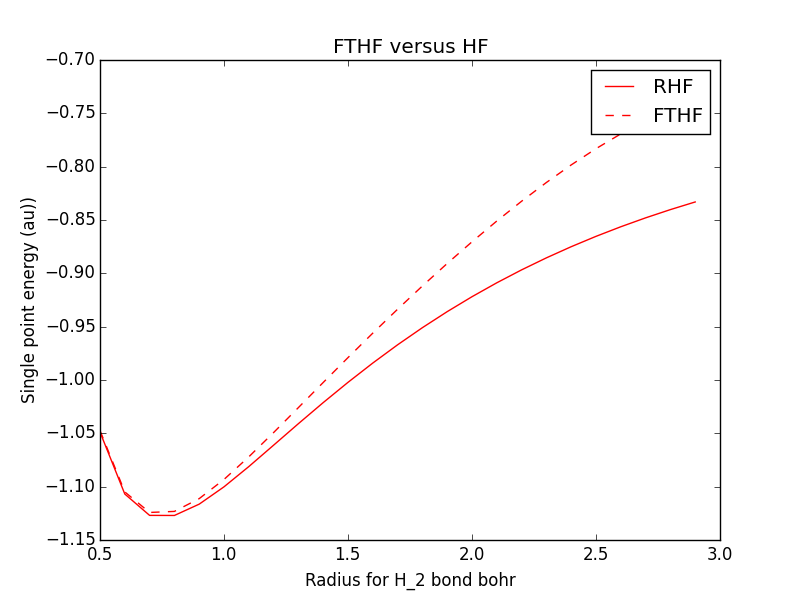 FTHF versus HF
RHF
FTHF
−0.70
−0.75
−0.80
−0.85
−0.90
−0.95
−1.00
−1.05
−1.10
−1.15
Single point energy (au))
0.5 1.0 1.5 2.0 2.5 3.0
Radius for H_2 bond bohr